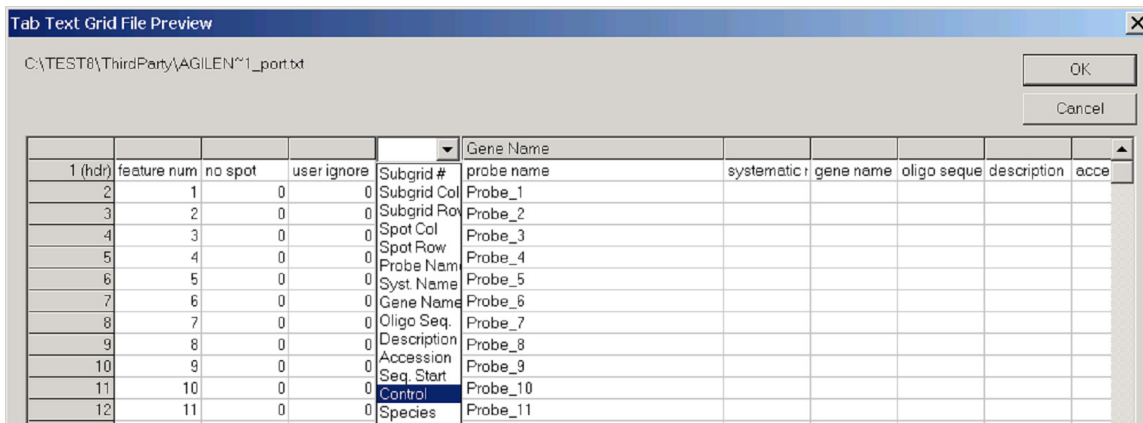 Tab Text Grid File Preview
C:\TEST8\ThirdParty\AGILEN~1_port.txt
OK
Cancel
Gene Name
1 (hdr) feature num no spot user ignore Subgrid # probe name systematic r gene name oligo seque description acce
2 1 0 0 Subgrid Col Probe_1
3 2 0 0 Subgrid Rov Probe_2
4 3 0 0 Spot Col Probe_3
5 4 0 0 Spot Row Probe_4
6 5 0 0 Probe Nam Probe_5
7 6 0 0 Syst. Name Probe_6
8 7 0 0 Gene Name Probe_7
9 8 0 0 Oligo Seq. Probe_8
10 9 0 0 Description Probe_9
11 10 0 0 Accession Probe_10
12 11 0 0 Seq. Start Probe_11
Control
Species